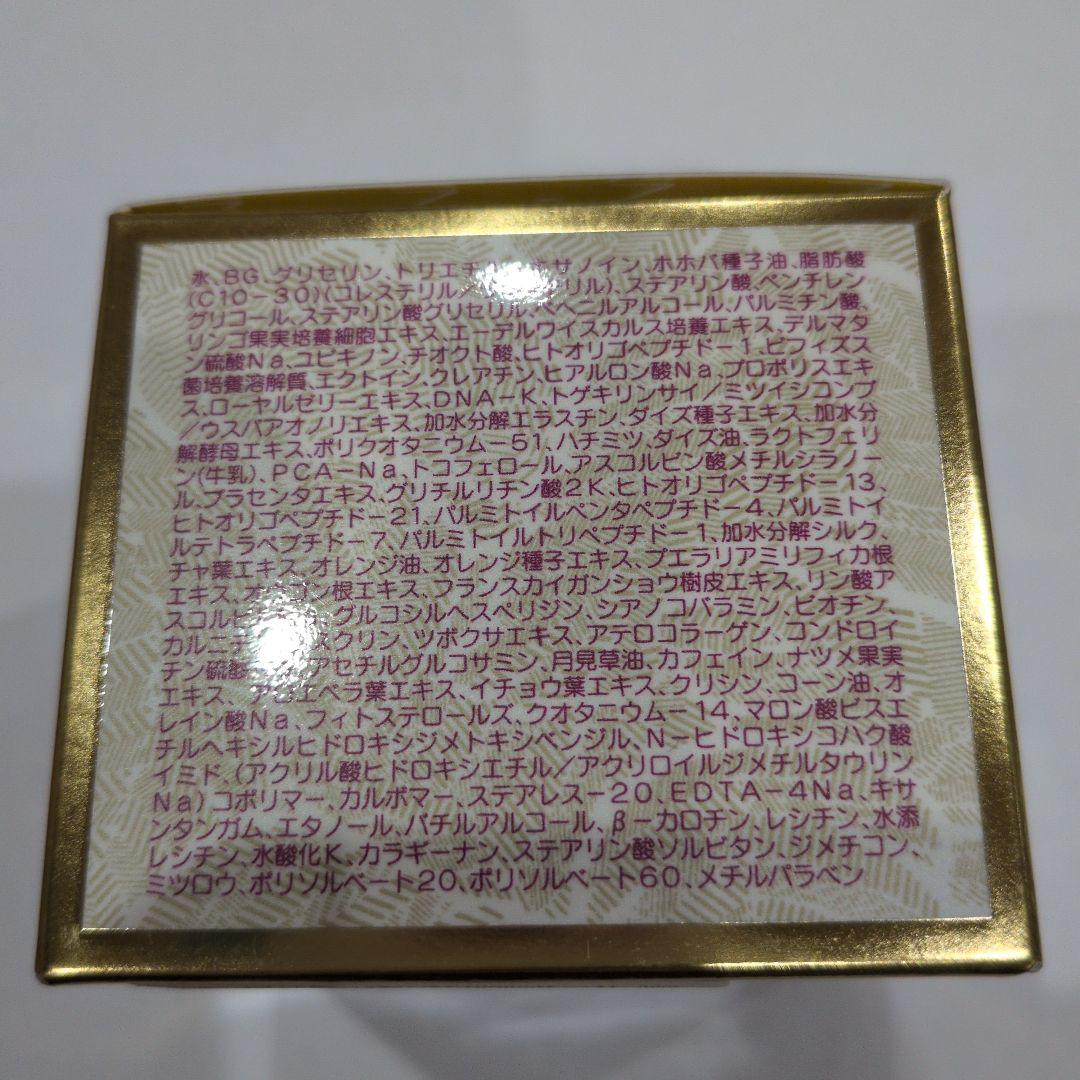 水、BG、グリセリン、トリエチ キサノイン、ホホバ種子油、脂肪酸
(C10－30)(コレステリル／ リル)、ステアリン酸、ペンチレン
グリコール、ステアリン酸グリセリル、ベヘニルアルコール、パルミチン酸、
リンゴ果実培養細胞エキス、エーデルワイスカルス培養エキス、デルマタ
ン硫酸Na、ユビキノン、チオクト酸、ヒトオリゴペプチド－1、ビフィズス
菌培養溶解質、エクトイン、クレアチン、ヒアルロン酸Na、プロポリスエキ
ス、ローヤルゼリーエキス、DNA－K、トゲキリンサイ／ミツイシコンブ
／ウスバアオノリエキス、加水分解エラスチン、ダイズ種子エキス、加水分
解酵母エキス、ポリクオタニウム－51、ハチミツ、ダイズ油、ラクトフェリ
ン(牛乳)、PCA－Na、トコフェロール、アスコルビン酸メチルシラノー
ル、プラセンタエキス、グリチルリチン酸2K、ヒトオリゴペプチド－13、
ヒトオリゴペプチド－21、パルミトイルペンタペプチド－4、パルミトイ
ルテトラペプチド－7、パルミトイルトリペプチド－1、加水分解シルク、
チャ葉エキス、オレンジ油、オレンジ種子エキス、プエラリアミリフィカ根
エキス、オウゴン根エキス、フランスカイガンショウ樹皮エキス、リン酸ア
スコルビ グルコシルヘスペリジン、シアノコバラミン、ビオチン、
カルニチ スクリン、ツボクサエキス、アテロコラーゲン、コンドロイ
チン硫酸 アセチルグルコサミン、月見草油、カフェイン、ナツメ果実
エキス、アロエベラ葉エキス、イチョウ葉エキス、クリシン、コーン油、オ
レイン酸Na、フィトステロールズ、クオタニウム－14、マロン酸ビスエ
チルヘキシルヒドロキシジメトキシベンジル、N－ヒドロキシコハク酸
イミド、(アクリル酸ヒドロキシエチル／アクリロイルジメチルタウリン
Na)コポリマー、カルボマー、ステアレス－20、EDTA－4Na、キサ
ンタンガム、エタノール、バチルアルコール、β－カロチン、レシチン、水添
レシチン、水酸化K、カラギーナン、ステアリン酸ソルビタン、ジメチコン、
ミツロウ、ポリソルベート20、ポリソルベート60、メチルパラベン